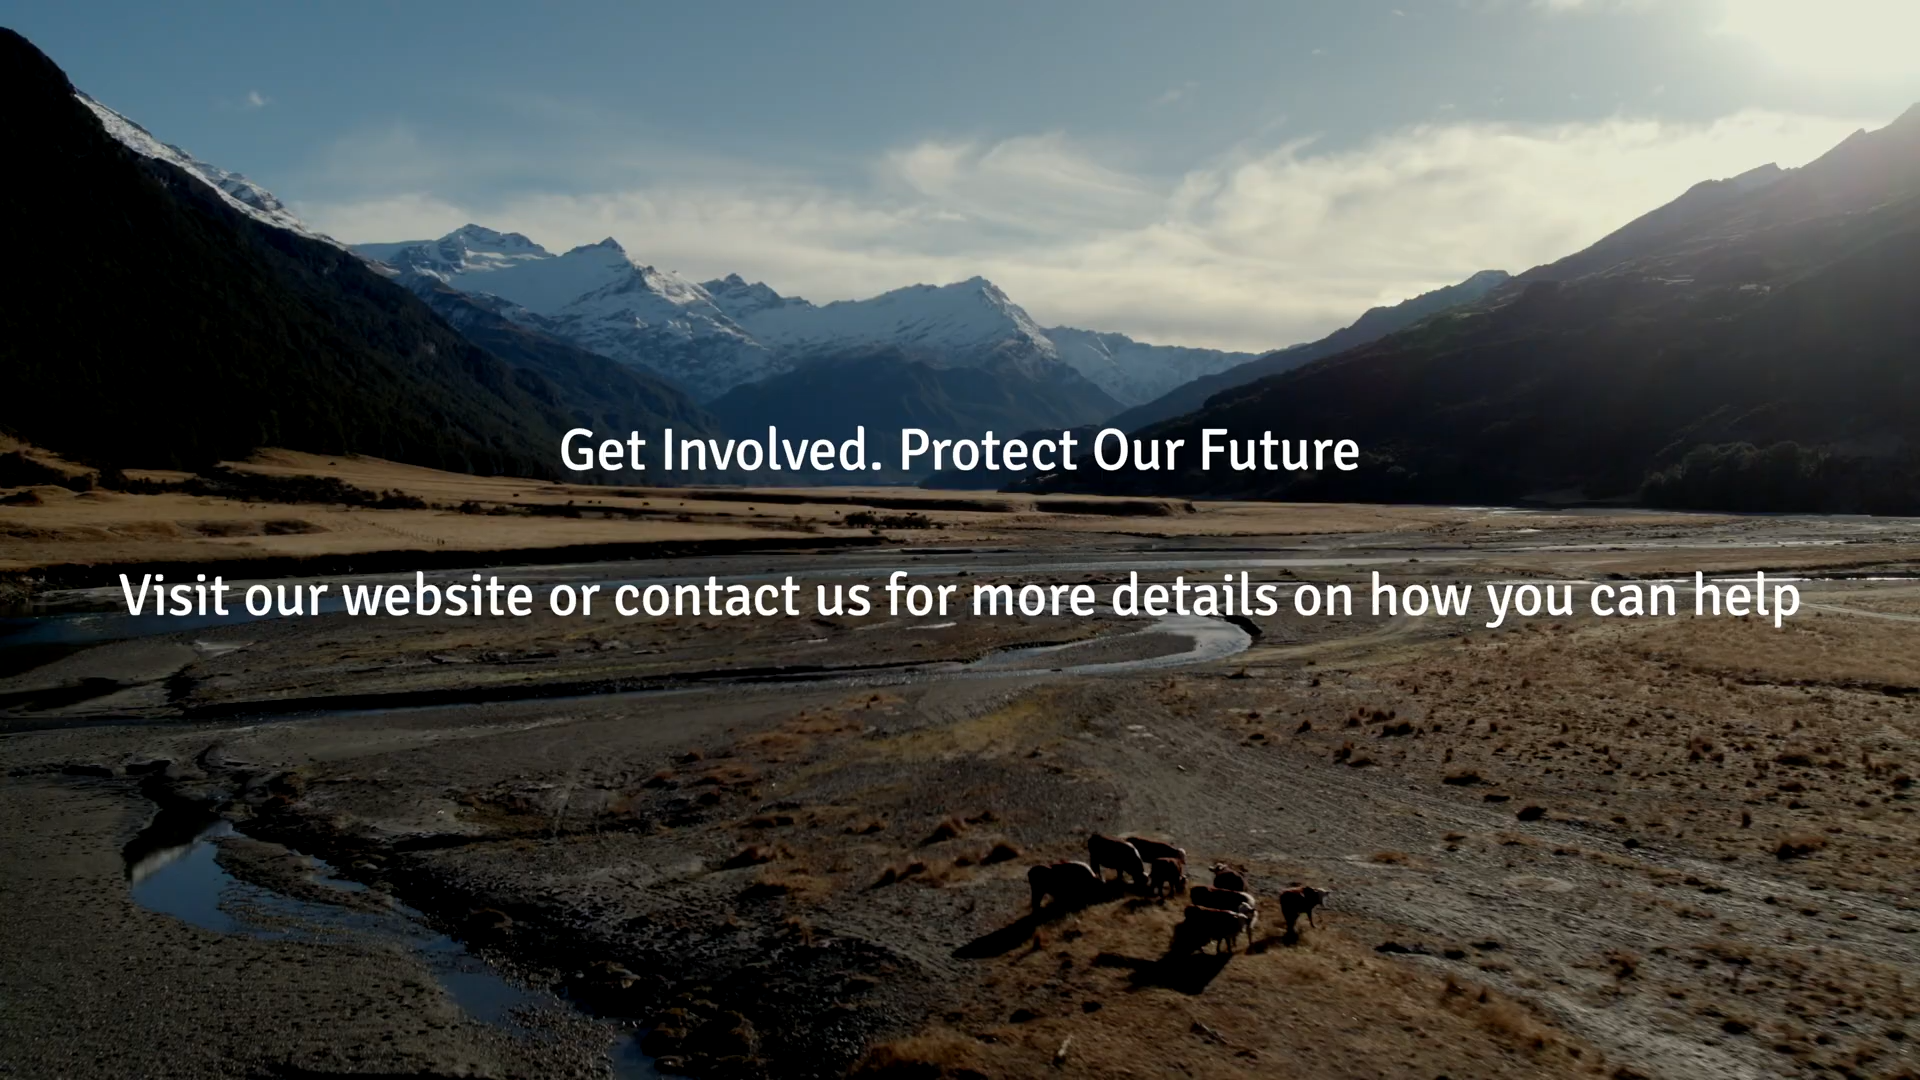 Get Involved. Protect Our Future
Visit our website or contact us for more details on how you can help